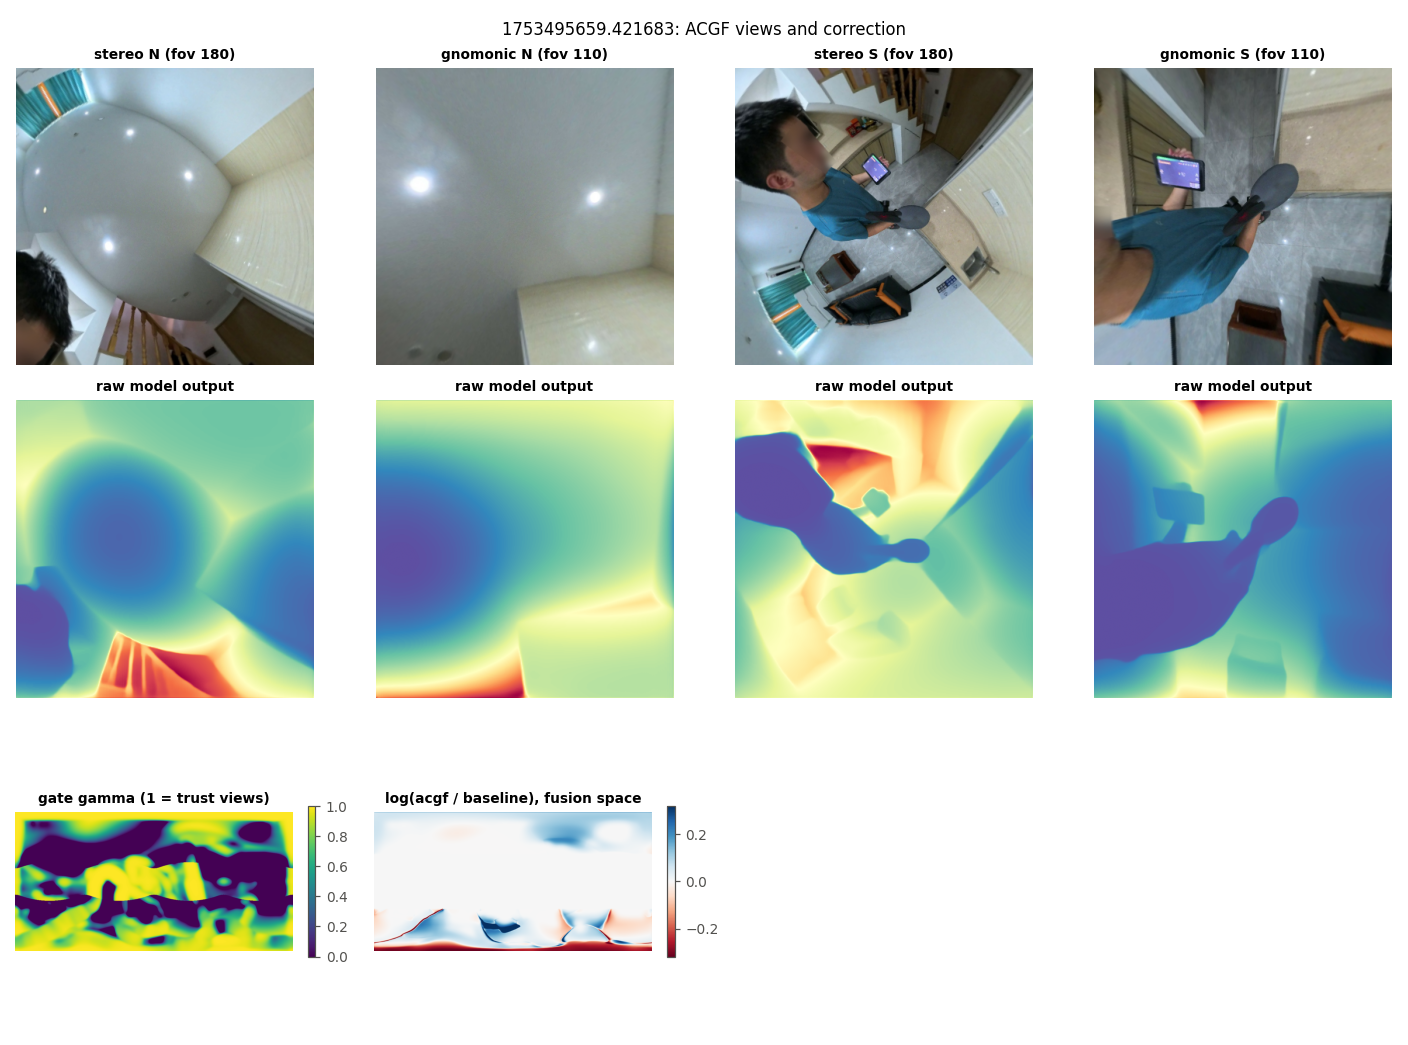 1753495659.421683: ACGF views and correction
stereo N (fov 180)
gnomonic N (fov 110)
stereo S (fov 180)
gnomonic S (fov 110)
raw model output
raw model output
raw model output
raw model output
gate gamma (1 = trust views)
1.0
0.8
0.6
0.4
0.2
0.0
log(acgf / baseline), fusion space
0.2
0.0
−0.2